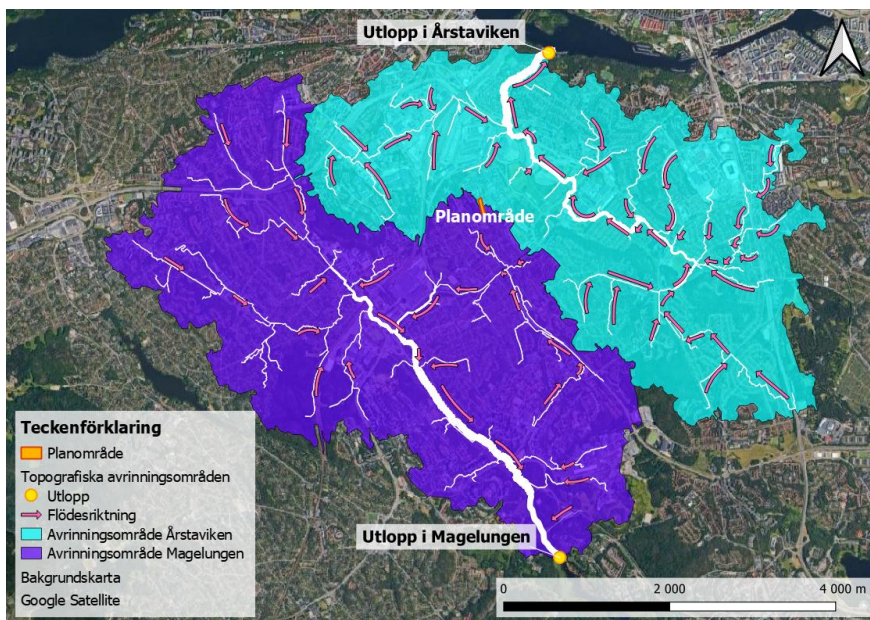 Utlopp i Årstaviken
Planområde
Teckenförklaring
Planområde
Topografiska avrinningsområden
Utlopp
Flödesriktning
Avrinningsområde Årstaviken
Avrinningsområde Magelungen
Bakgrundskarta
Google Satellite
Utlopp i Magelungen
0 2 000 4 000 m